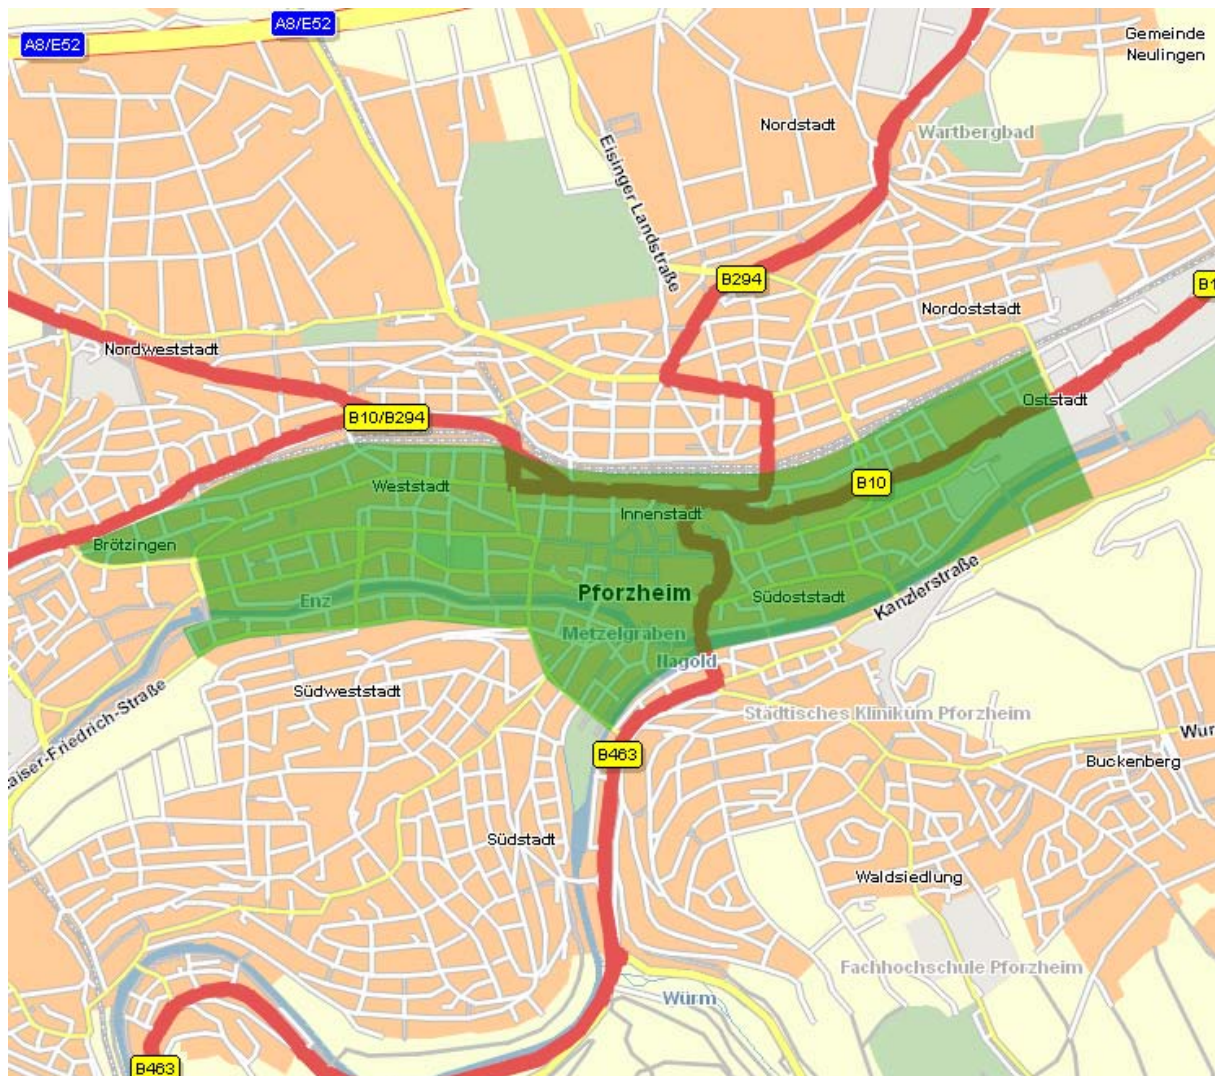 A8/E52
A8/E52
Gemeinde
Neulingen
Nordstadt
Wartbergbad
Eisinger Landstraße
B294
B1
Nordoststadt
Nordweststadt
B10/B294
Oststadt
Weststadt
B10
Innenstadt
Brötzingen
Pforzheim
Südoststadt
Kanzlerstraße
Enz
Metzelgraben
Nagold
Südweststadt
Städtisches Klinikum Pforzheim
aiser-Friedrich-Straße
Wur
B463
Buckenberg
Südstadt
Waldsiedlung
Fachhochschule Pforzheim
Würm
B463